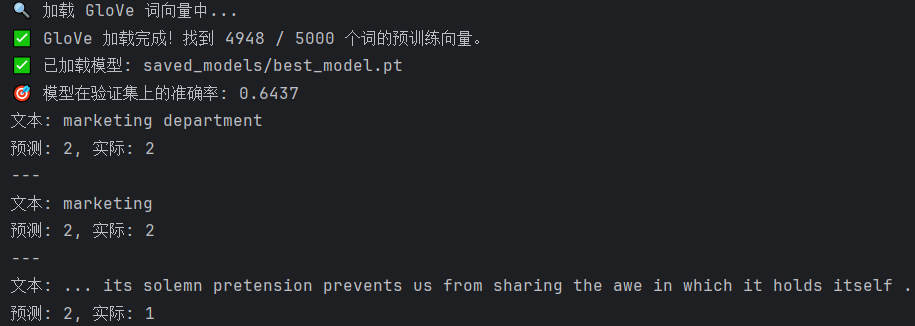 🔍 加载 GloVe 词向量中...
✅ GloVe 加载完成！找到 4948 / 5000 个词的预训练向量。
✅ 已加载模型: saved_models/best_model.pt
🎯 模型在验证集上的准确率: 0.6437
文本: marketing department
预测: 2, 实际: 2
---
文本: marketing
预测: 2, 实际: 2
---
文本: ... its solemn pretension prevents us from sharing the awe in which it holds itself .
预测: 2, 实际: 1